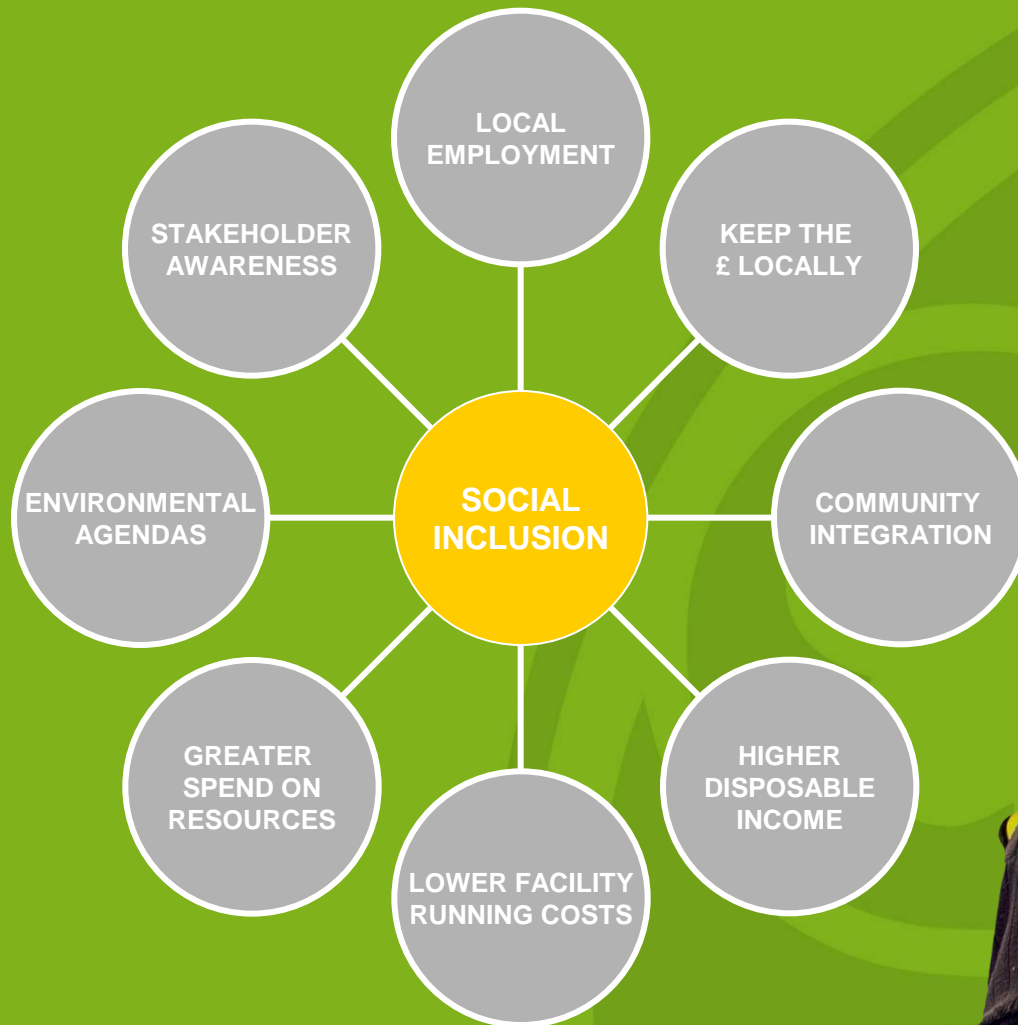 LOCAL
EMPLOYMENT
KEEP THE
£ LOCALLY
COMMUNITY
INTEGRATION
HIGHER
DISPOSABLE
INCOME
LOWER FACILITY
RUNNING COSTS
GREATER
SPEND ON
RESOURCES
ENVIRONMENTAL
AGENDAS
STAKEHOLDER
AWARENESS
SOCIAL
INCLUSION